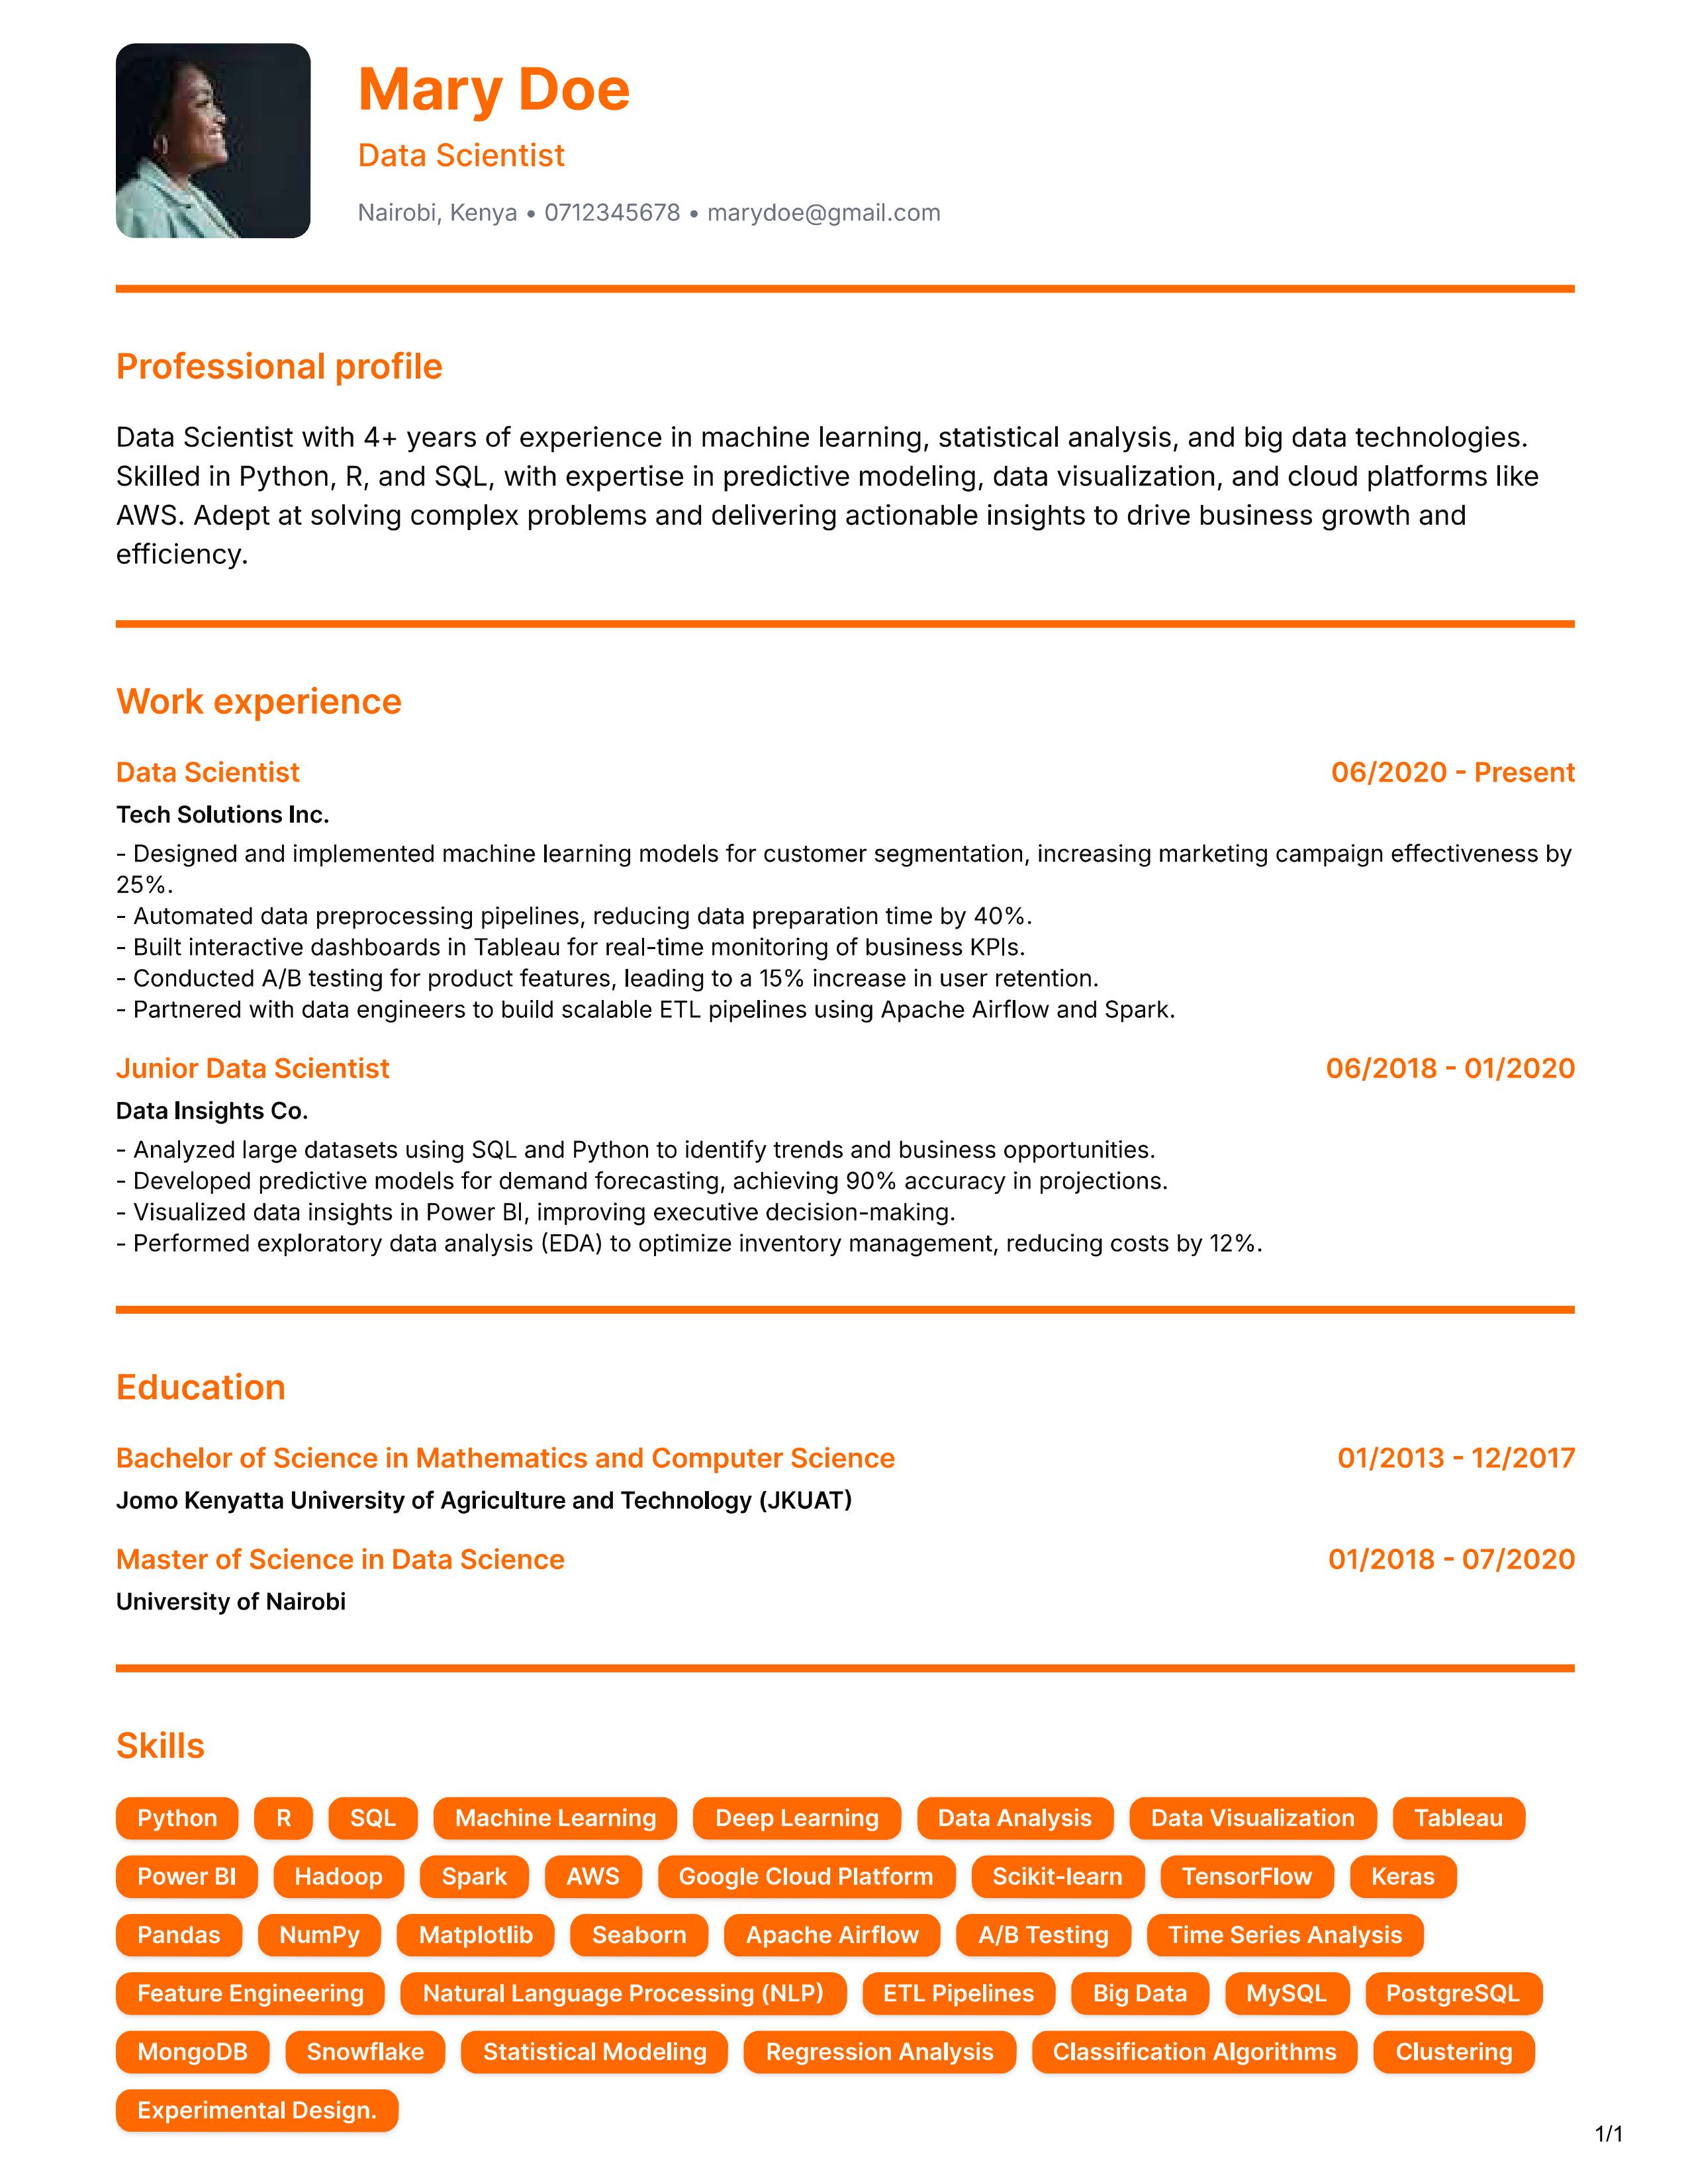 Mary Doe
Data Scientist
Nairobi, Kenya • 0712345678 • marydoe@gmail.com
Professional profile
Data Scientist with 4+ years of experience in machine learning, statistical analysis, and big data technologies.
Skilled in Python, R, and SQL, with expertise in predictive modeling, data visualization, and cloud platforms like
AWS. Adept at solving complex problems and delivering actionable insights to drive business growth and
efficiency.
Work experience
Data Scientist 06/2020 - Present
Tech Solutions Inc.
- Designed and implemented machine learning models for customer segmentation, increasing marketing campaign effectiveness by
25%.
- Automated data preprocessing pipelines, reducing data preparation time by 40%.
- Built interactive dashboards in Tableau for real-time monitoring of business KPIs.
- Conducted A/B testing for product features, leading to a 15% increase in user retention.
- Partnered with data engineers to build scalable ETL pipelines using Apache Airflow and Spark.
Junior Data Scientist 06/2018 - 01/2020
Data Insights Co.
- Analyzed large datasets using SQL and Python to identify trends and business opportunities.
- Developed predictive models for demand forecasting, achieving 90% accuracy in projections.
- Visualized data insights in Power BI, improving executive decision-making.
- Performed exploratory data analysis (EDA) to optimize inventory management, reducing costs by 12%.
Education
Bachelor of Science in Mathematics and Computer Science 01/2013 - 12/2017
Jomo Kenyatta University of Agriculture and Technology (JKUAT)
Master of Science in Data Science 01/2018 - 07/2020
University of Nairobi
Skills
Python R SQL Machine Learning Deep Learning Data Analysis Data Visualization Tableau
Power BI Hadoop Spark AWS Google Cloud Platform Scikit-learn TensorFlow Keras
Pandas NumPy Matplotlib Seaborn Apache Airflow A/B Testing Time Series Analysis
Feature Engineering Natural Language Processing (NLP) ETL Pipelines Big Data MySQL PostgreSQL
MongoDB Snowflake Statistical Modeling Regression Analysis Classification Algorithms Clustering
Experimental Design.
1/1